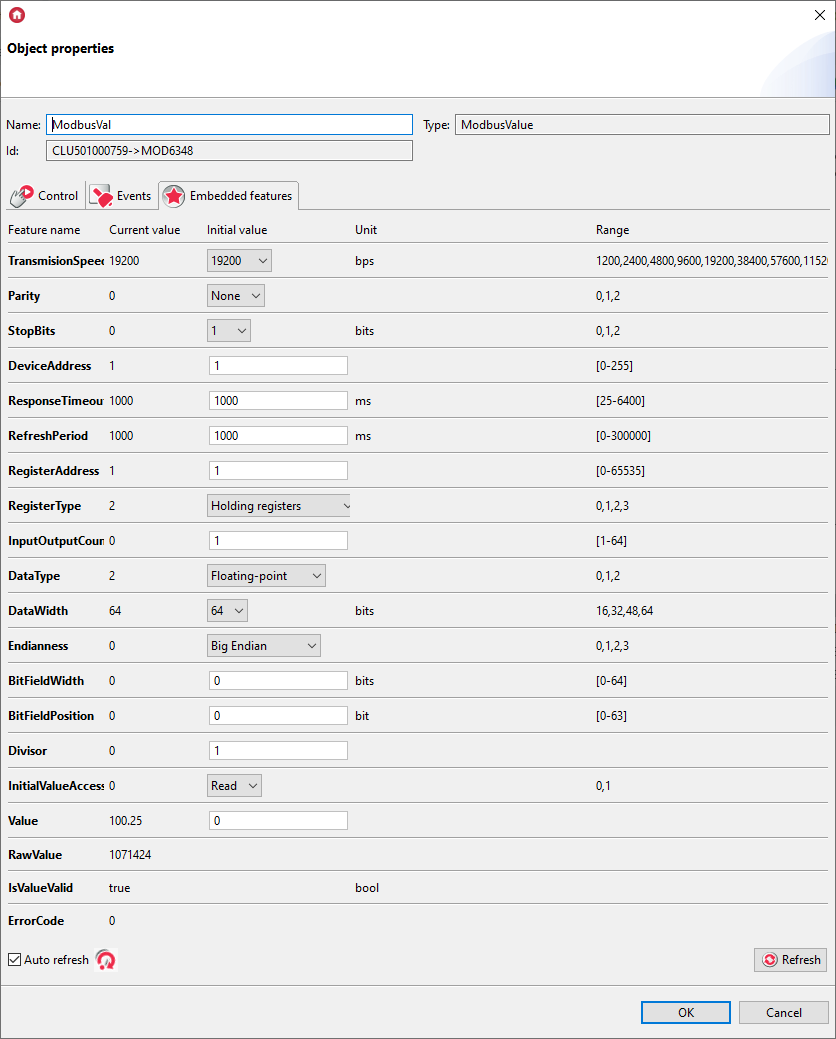 Object properties
Name: ModbusVal Type: ModbusValue
Id: CLU501000759->MOD6348
Control Events Embedded features
Feature name Current value Initial value Unit Range
TransmisionSpeed 19200 19200 bps 1200,2400,4800,9600,19200,38400,57600,11520
Parity 0 None 0,1,2
StopBits 0 1 bits 0,1,2
DeviceAddress 1 1 [0-255]
ResponseTimeout 1000 1000 ms [25-6400]
RefreshPeriod 1000 1000 ms [0-300000]
RegisterAddress 1 1 [0-65535]
RegisterType 2 Holding registers 0,1,2,3
InputOutputCoun 0 1 [1-64]
DataType 2 Floating-point 0,1,2
DataWidth 64 64 bits 16,32,48,64
Endianness 0 Big Endian 0,1,2,3
BitFieldWidth 0 0 bits [0-64]
BitFieldPosition 0 0 bit [0-63]
Divisor 0 1
InitialValueAccess 0 Read 0,1
Value 100.25 0
RawValue 1071424
IsValueValid true bool
ErrorCode 0
Auto refresh Refresh
OK Cancel